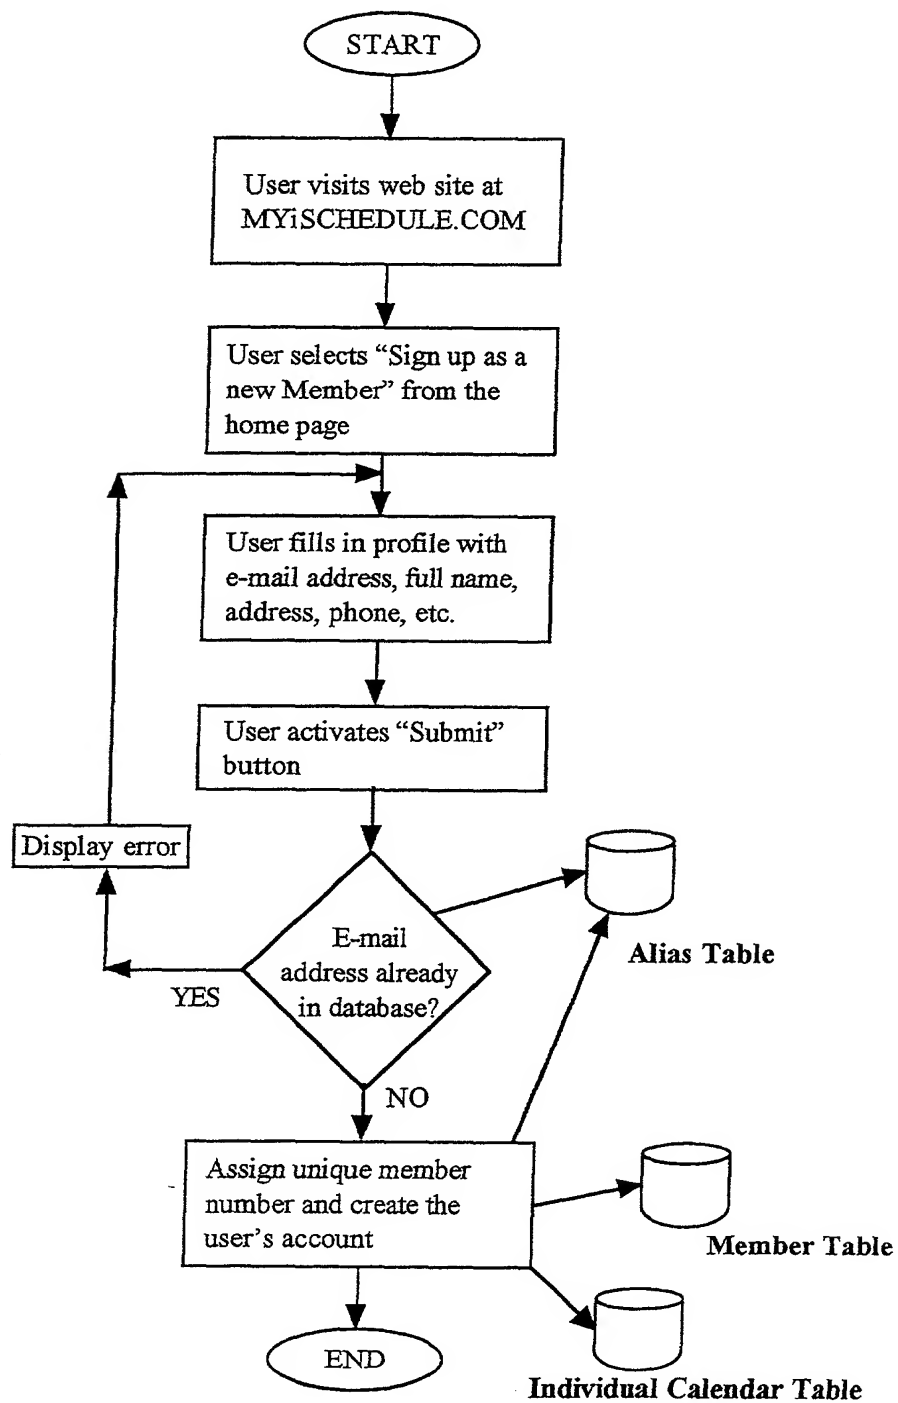 START
User visits web site at
MYiSCHEDULE.COM
User selects “Sign up as a
new Member” from the
home page
User fills in profile with
e-mail address, full name,
address, phone, etc.
User activates “Submit”
button
Display error
E-mail
address already
in database?
Alias Table
YES
NO
Assign unique member
number and create the
user’s account
Member Table
END
Individual Calendar Table